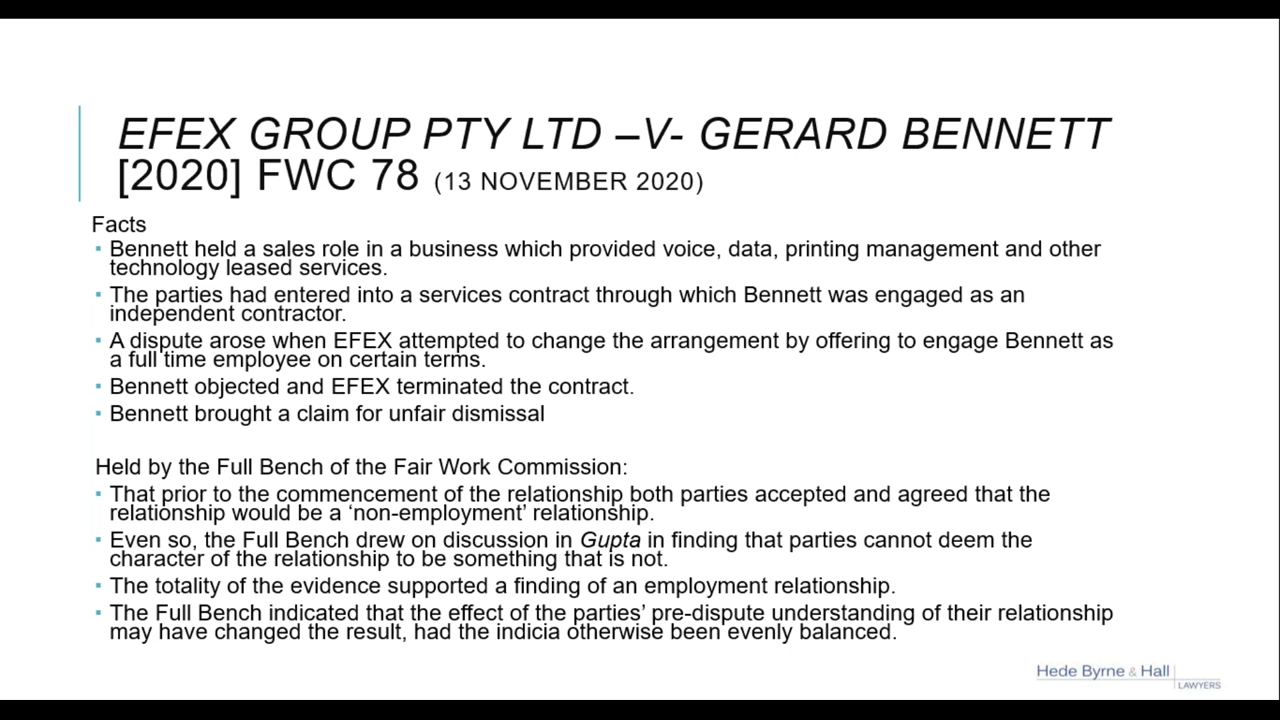 EFEX GROUP PTY LTD –V- GERARD BENNETT
[2020] FWC 78 (13 NOVEMBER 2020)
Facts
▪ Bennett held a sales role in a business which provided voice, data, printing management and other
technology leased services.
▪ The parties had entered into a services contract through which Bennett was engaged as an
independent contractor.
▪ A dispute arose when EFEX attempted to change the arrangement by offering to engage Bennett as
a full time employee on certain terms.
▪ Bennett objected and EFEX terminated the contract.
▪ Bennett brought a claim for unfair dismissal
Held by the Full Bench of the Fair Work Commission:
▪ That prior to the commencement of the relationship both parties accepted and agreed that the
relationship would be a ‘non-employment’ relationship.
▪ Even so, the Full Bench drew on discussion in Gupta in finding that parties cannot deem the
character of the relationship to be something that is not.
▪ The totality of the evidence supported a finding of an employment relationship.
▪ The Full Bench indicated that the effect of the parties’ pre-dispute understanding of their relationship
may have changed the result, had the indicia otherwise been evenly balanced.
Hede Byrne & Hall
LAWYERS